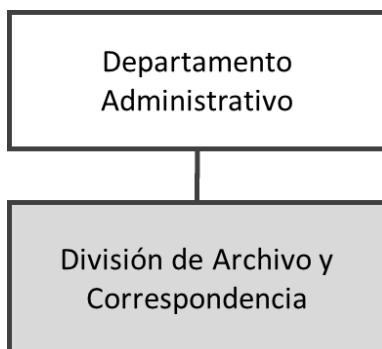 Departamento
Administrativo
División de Archivo y
Correspondencia